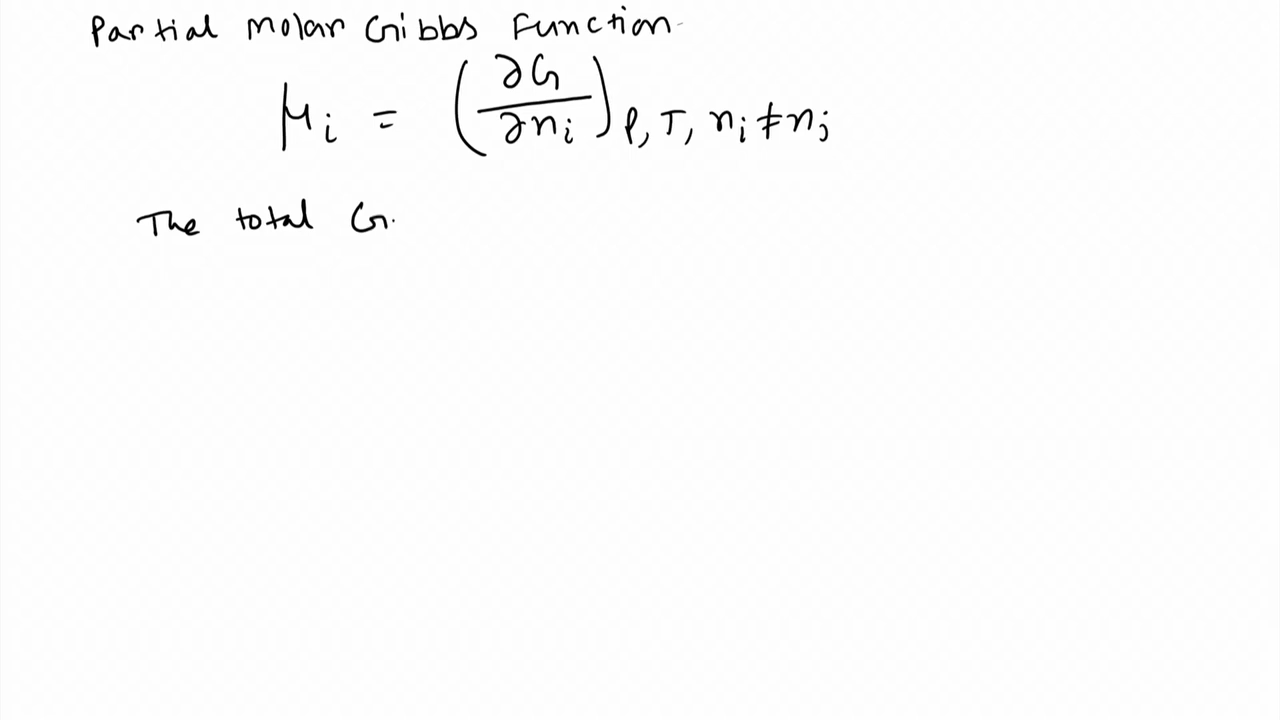 Partial Molar Gibbs Function
μi = (∂G/∂ni)P, T, ni≠nj
The total G.